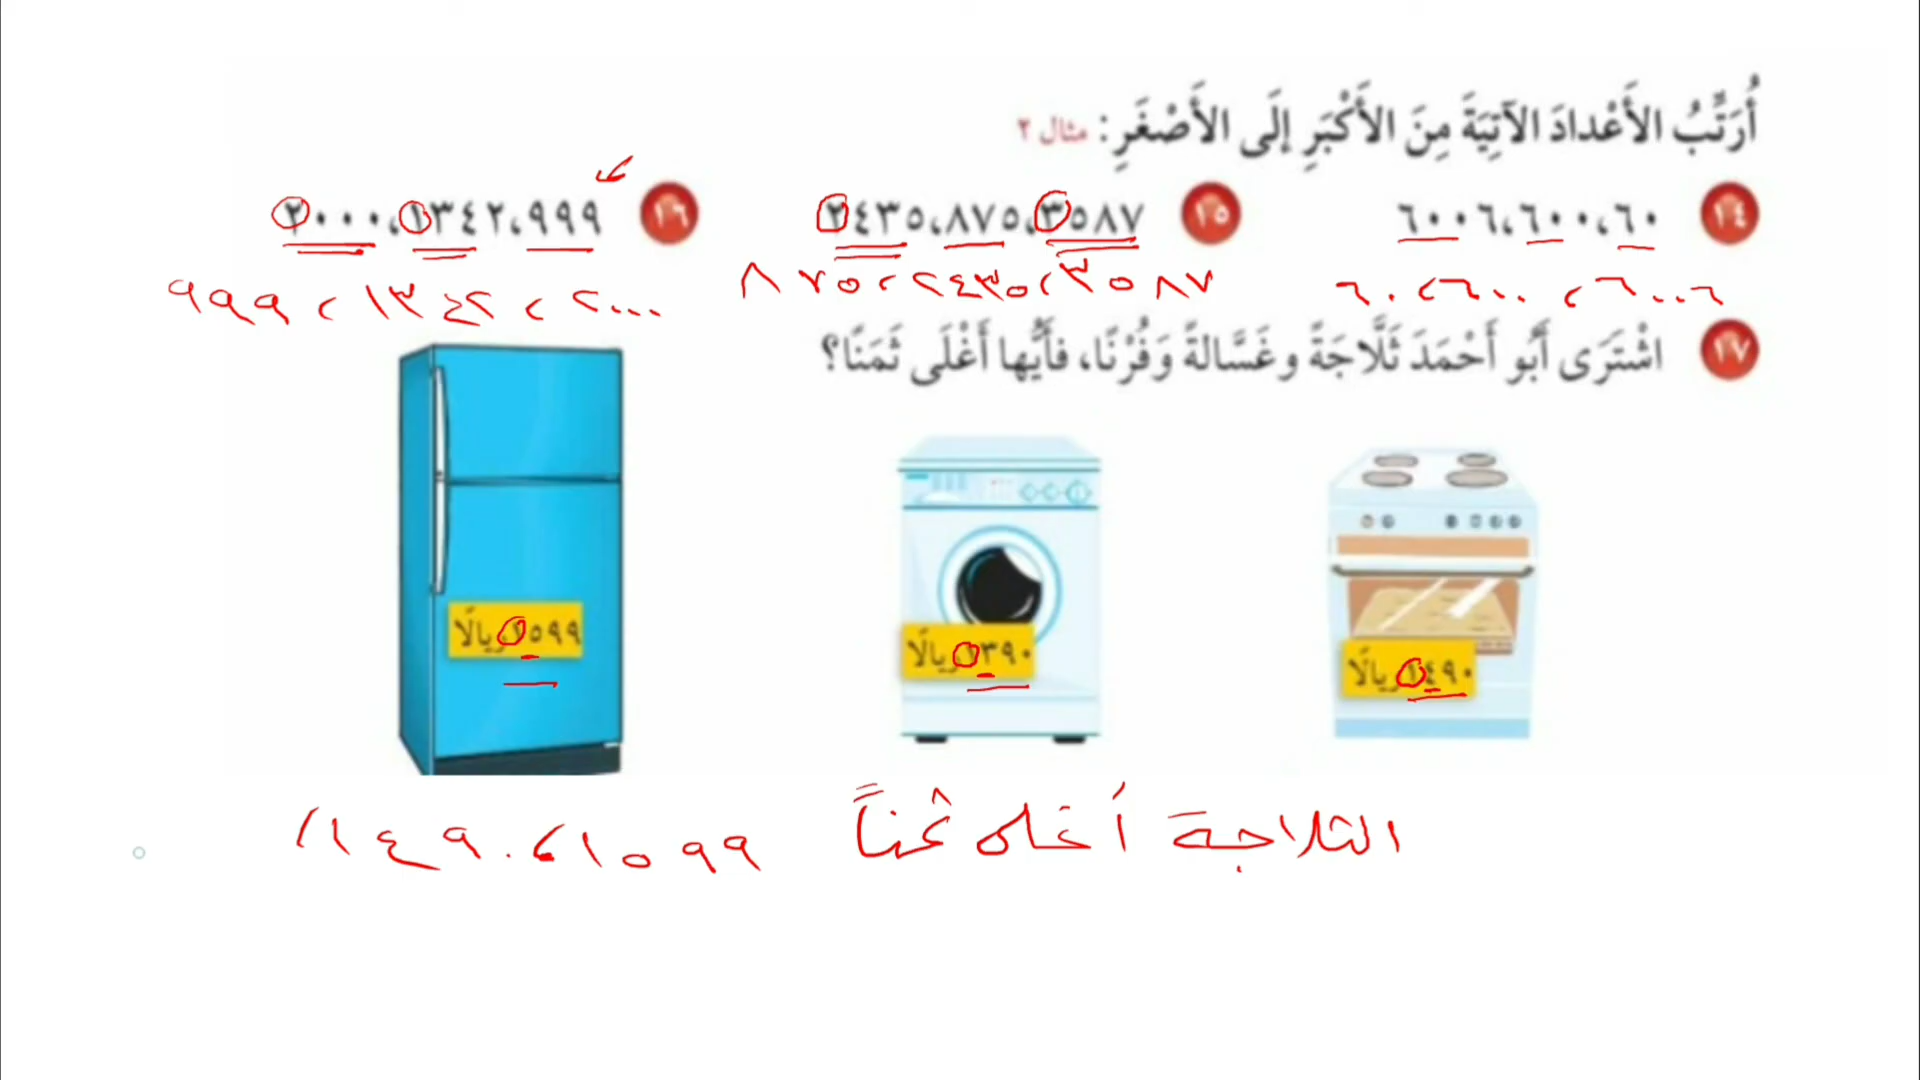 أُرَتِّبُ الأَعْدادَ الآتِيَةَ مِنَ الأَكْبَرِ إِلَى الأَصْغَرِ: مثال ٢
١٤ ٦٠، ٦٠٠، ٦٠٠٦
١٥ ٣٥٨٧، ٨٧٥، ٢٤٣٥
١٦ ٩٩٩، ١٣٤٢، ٢٠٠٠
٦٠٠٦، ٦٠٠، ٦٠
٣٥٨٧، ٢٤٣٥، ٨٧٥
٢٠٠٠، ١٣٤٢، ٩٩٩
١٧ اشْتَرَى أَبُو أَحْمَدَ ثَلَّاجَةً وغَسَّالةً وَفُرْنًا، فأَيُّها أَغْلَى ثَمَنًا؟
١٤٩٠ ريالًا
١٣٩٠ ريالًا
١٥٩٩ ريالًا
الثلاجة أغلى ثمناً ١٥٩٩، ١٤٩٠،